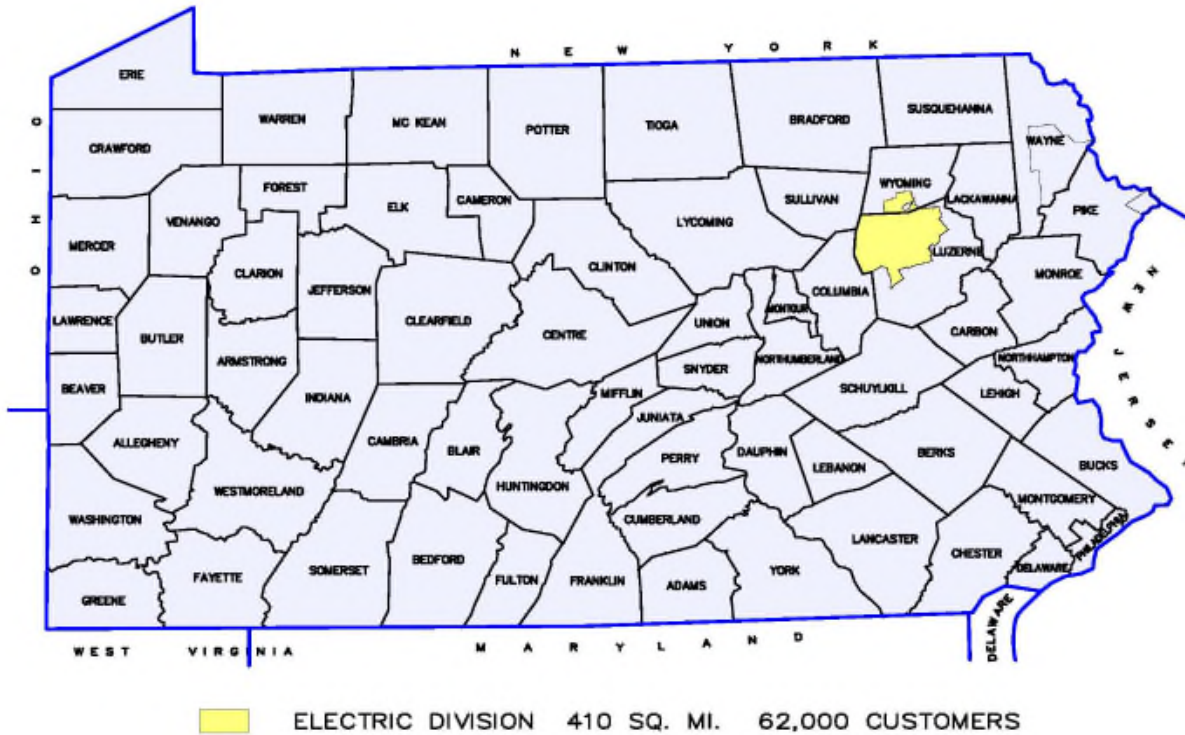 N E W Y O R K
ERIE
WARREN
MC KEAN
POTTER
TIOGA
BRADFORD
SUSQUEHANNA
WAYNE
O H I O
CRAWFORD
FOREST
ELK
CAMERON
WYOMING
LACKAWANNA
SULLIVAN
PIKE
VENANGO
LYCOMING
MERCER
CLARION
CLINTON
LUZERNE
MONROE
JEFFERSON
COLUMBIA
MONTOUR
LAWRENCE
BUTLER
CLEARFIELD
CENTRE
UNION
CARBON
ARMSTRONG
NORTHUMBERLAND
NORTHHAMPTON
N E W J E R S E Y
BEAVER
INDIANA
SNYDER
MIFFLIN
SCHUYLKILL
LEHIGH
JUNIATA
ALLEGHENY
CAMBRIA
BLAIR
PERRY
DAUPHIN
LEBANON
BERKS
BUCKS
HUNTINGDON
WESTMORELAND
MONTGOMERY
WASHINGTON
CUMBERLAND
PHILADELPHIA
LANCASTER
CHESTER
DELAWARE
BEDFORD
SOMERSET
FAYETTE
FULTON
FRANKLIN
ADAMS
YORK
GREENE
DELAWARE
WEST VIRGINIA
M A R Y L A N D
ELECTRIC DIVISION 410 SQ. MI. 62,000 CUSTOMERS